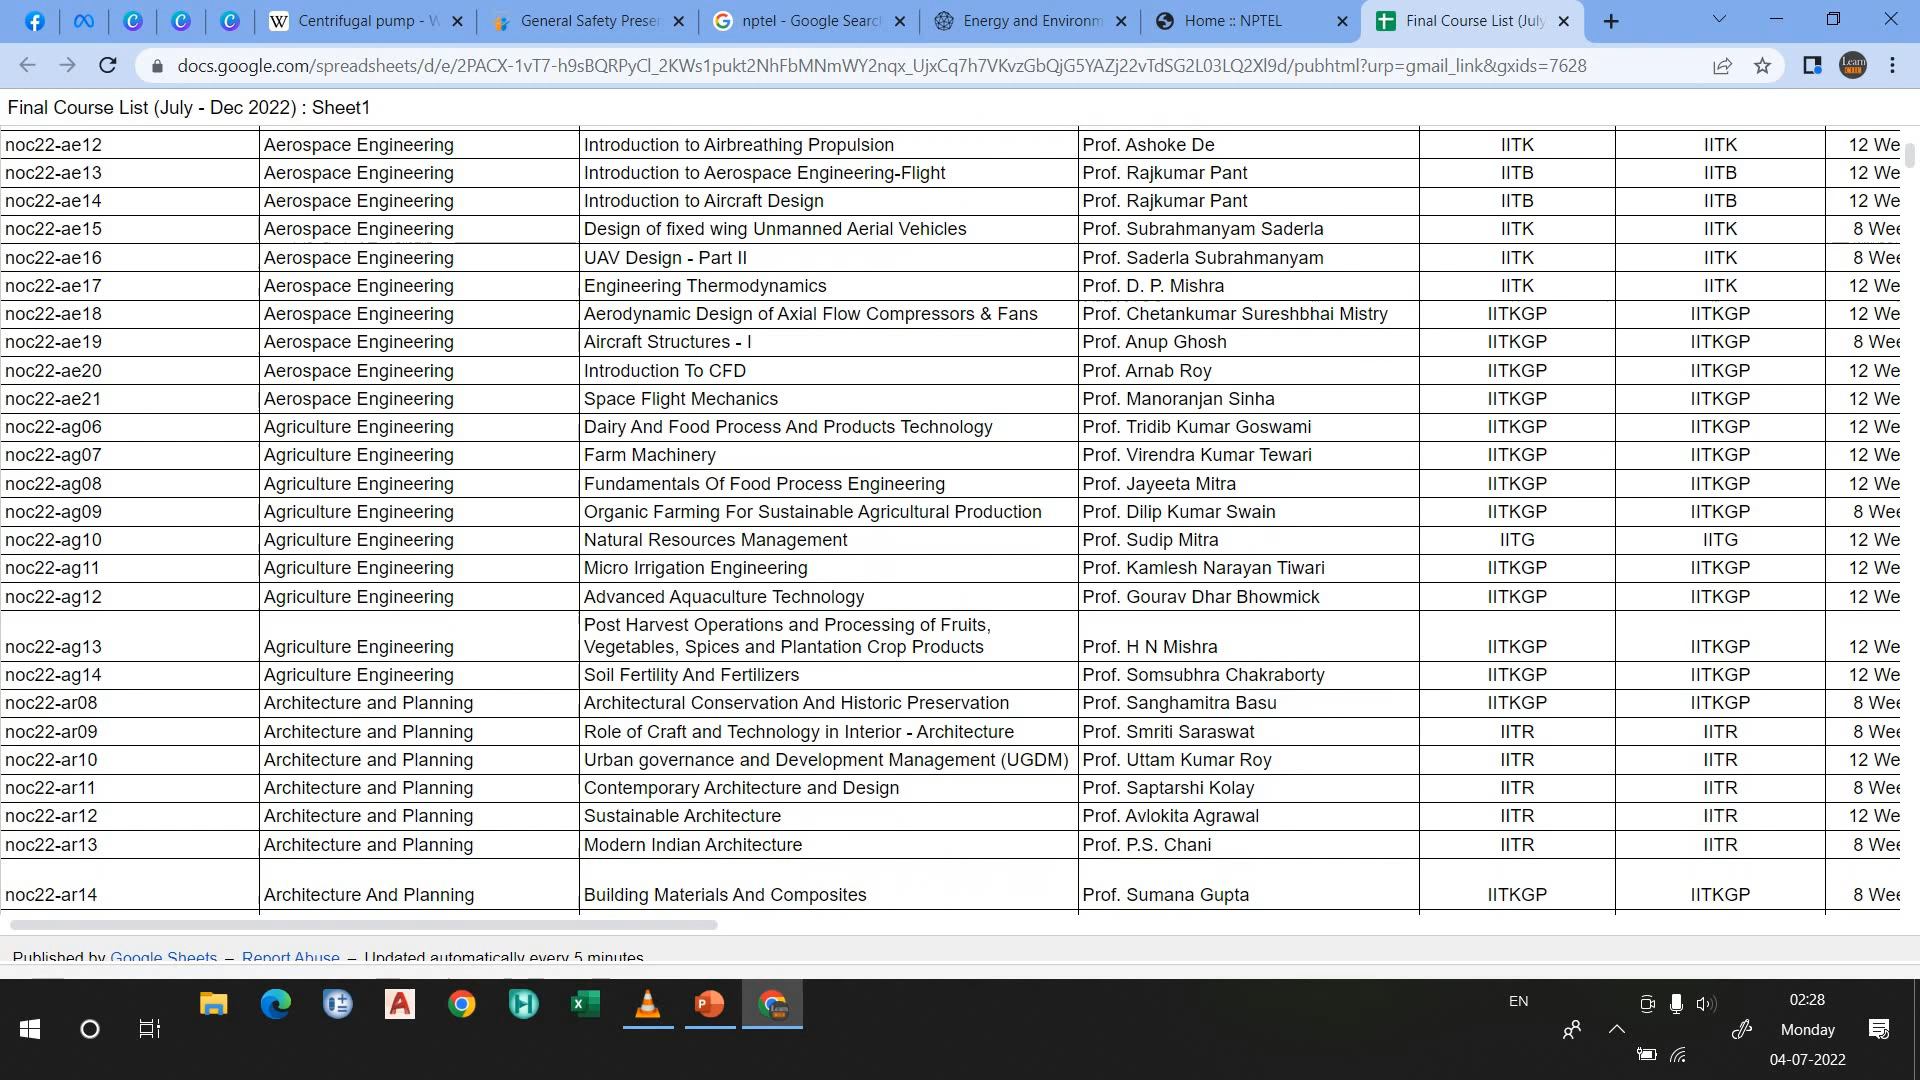 Centrifugal pump - W
General Safety Prese
nptel - Google Searc
Energy and Environm
Home :: NPTEL
Final Course List (July
docs.google.com/spreadsheets/d/e/2PACX-1vT7-h9sBQRPyCl_2KWs1pukt2NhFbMNmWY2nqx_UjxCq7h7VKvzGbQjG5YAZj22vTdSG2L03LQ2Xl9d/pubhtml?urp=gmail_link&gxids=7628
Final Course List (July - Dec 2022) : Sheet1
noc22-ae12 Aerospace Engineering Introduction to Airbreathing Propulsion Prof. Ashoke De IITK IITK 12 We
noc22-ae13 Aerospace Engineering Introduction to Aerospace Engineering-Flight Prof. Rajkumar Pant IITB IITB 12 We
noc22-ae14 Aerospace Engineering Introduction to Aircraft Design Prof. Rajkumar Pant IITB IITB 12 We
noc22-ae15 Aerospace Engineering Design of fixed wing Unmanned Aerial Vehicles Prof. Subrahmanyam Saderla IITK IITK 8 Wee
noc22-ae16 Aerospace Engineering UAV Design - Part II Prof. Saderla Subrahmanyam IITK IITK 8 Wee
noc22-ae17 Aerospace Engineering Engineering Thermodynamics Prof. D. P. Mishra IITK IITK 12 We
noc22-ae18 Aerospace Engineering Aerodynamic Design of Axial Flow Compressors & Fans Prof. Chetankumar Sureshbhai Mistry IITKGP IITKGP 12 We
noc22-ae19 Aerospace Engineering Aircraft Structures - I Prof. Anup Ghosh IITKGP IITKGP 8 Wee
noc22-ae20 Aerospace Engineering Introduction To CFD Prof. Arnab Roy IITKGP IITKGP 12 We
noc22-ae21 Aerospace Engineering Space Flight Mechanics Prof. Manoranjan Sinha IITKGP IITKGP 12 We
noc22-ag06 Agriculture Engineering Dairy And Food Process And Products Technology Prof. Tridib Kumar Goswami IITKGP IITKGP 12 We
noc22-ag07 Agriculture Engineering Farm Machinery Prof. Virendra Kumar Tewari IITKGP IITKGP 12 We
noc22-ag08 Agriculture Engineering Fundamentals Of Food Process Engineering Prof. Jayeeta Mitra IITKGP IITKGP 12 We
noc22-ag09 Agriculture Engineering Organic Farming For Sustainable Agricultural Production Prof. Dilip Kumar Swain IITKGP IITKGP 8 Wee
noc22-ag10 Agriculture Engineering Natural Resources Management Prof. Sudip Mitra IITG IITG 12 We
noc22-ag11 Agriculture Engineering Micro Irrigation Engineering Prof. Kamlesh Narayan Tiwari IITKGP IITKGP 12 We
noc22-ag12 Agriculture Engineering Advanced Aquaculture Technology Prof. Gourav Dhar Bhowmick IITKGP IITKGP 12 We
Post Harvest Operations and Processing of Fruits,
noc22-ag13 Agriculture Engineering Vegetables, Spices and Plantation Crop Products Prof. H N Mishra IITKGP IITKGP 12 We
noc22-ag14 Agriculture Engineering Soil Fertility And Fertilizers Prof. Somsubhra Chakraborty IITKGP IITKGP 12 We
noc22-ar08 Architecture and Planning Architectural Conservation And Historic Preservation Prof. Sanghamitra Basu IITKGP IITKGP 8 Wee
noc22-ar09 Architecture and Planning Role of Craft and Technology in Interior - Architecture Prof. Smriti Saraswat IITR IITR 8 Wee
noc22-ar10 Architecture and Planning Urban governance and Development Management (UGDM) Prof. Uttam Kumar Roy IITR IITR 12 We
noc22-ar11 Architecture and Planning Contemporary Architecture and Design Prof. Saptarshi Kolay IITR IITR 8 Wee
noc22-ar12 Architecture and Planning Sustainable Architecture Prof. Avlokita Agrawal IITR IITR 12 We
noc22-ar13 Architecture and Planning Modern Indian Architecture Prof. P.S. Chani IITR IITR 8 Wee
noc22-ar14 Architecture And Planning Building Materials And Composites Prof. Sumana Gupta IITKGP IITKGP 8 Wee
Published by Google Sheets – Report Abuse – Updated automatically every 5 minutes
EN
02:28
Monday
04-07-2022